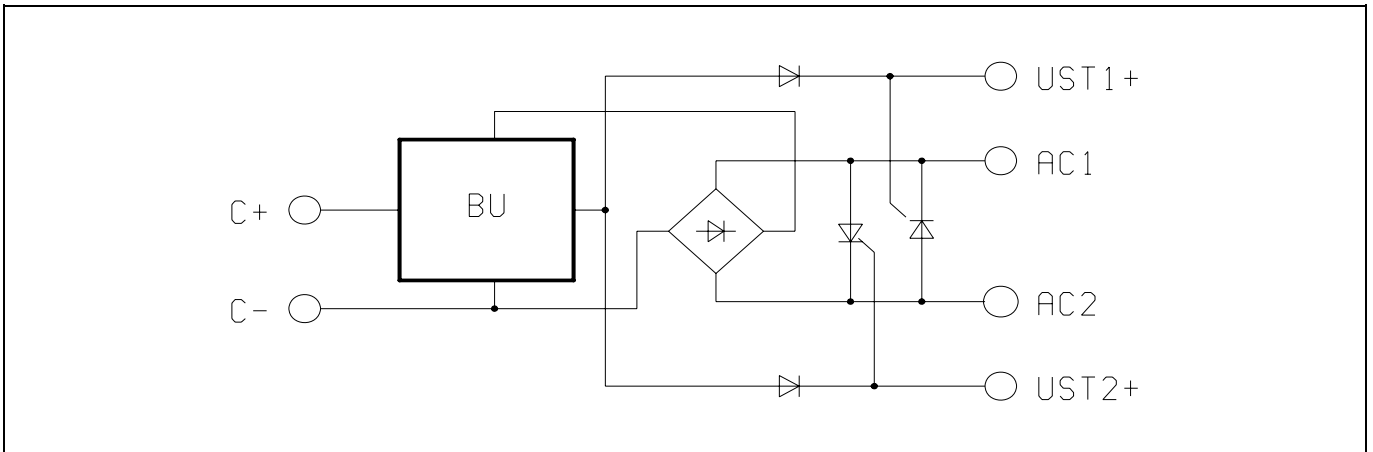 UST1+
AC1
BU
C+
C-
AC2
UST2+